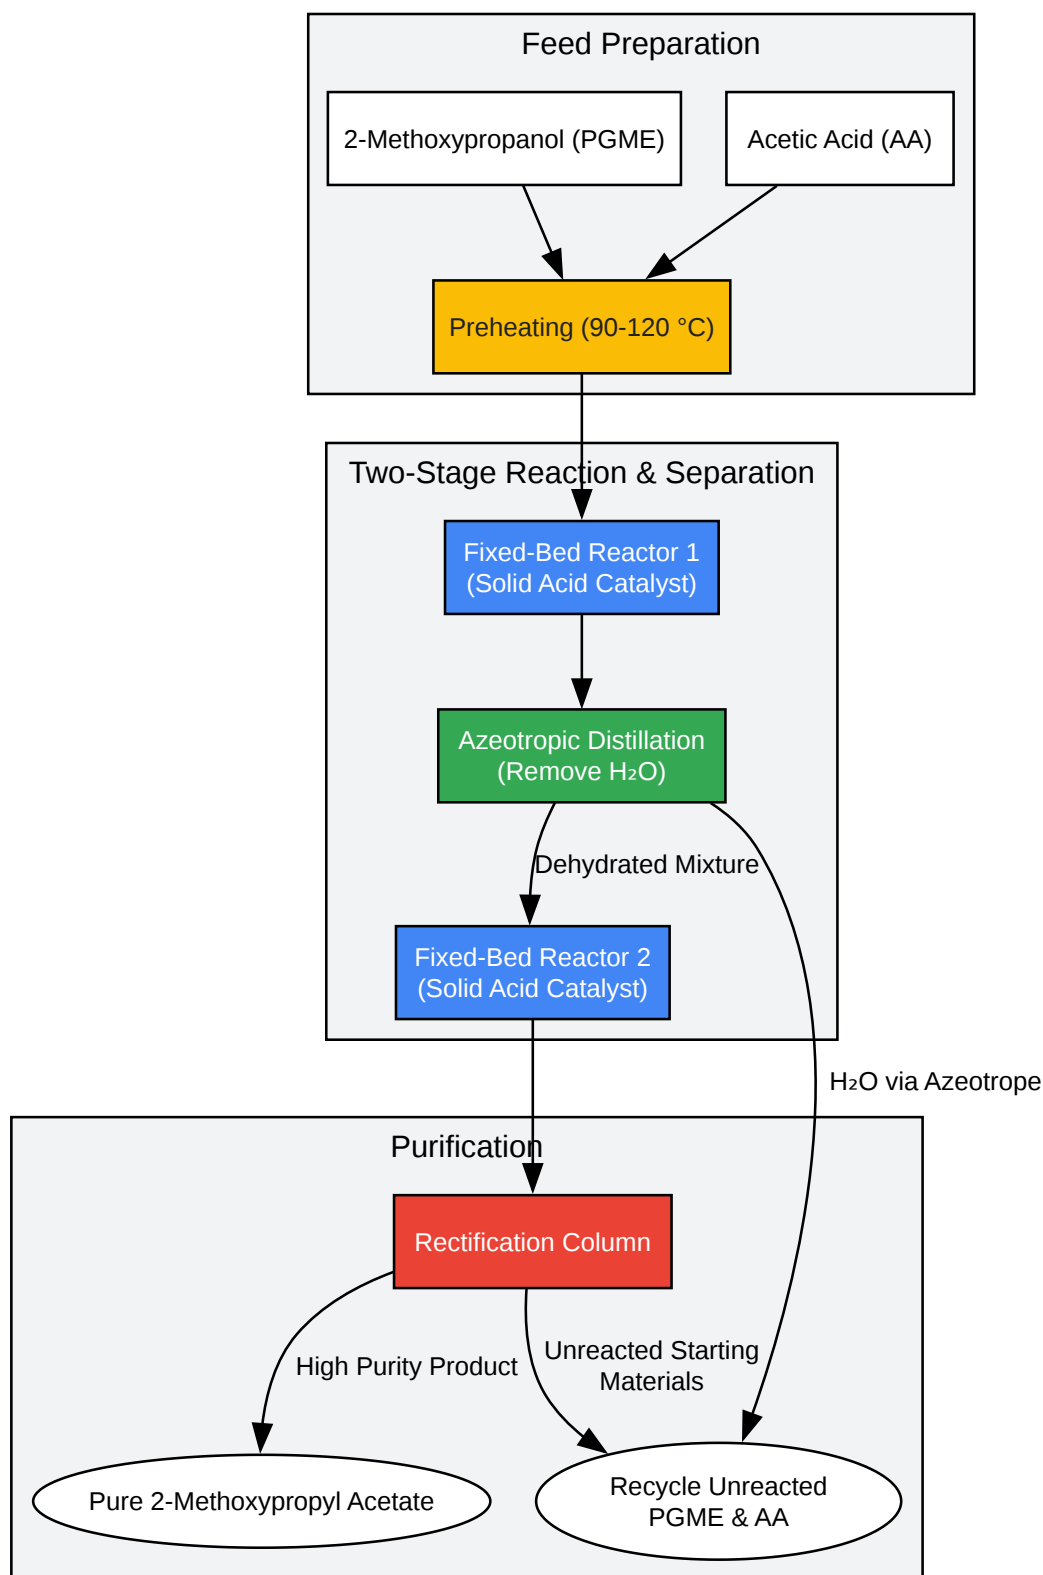 Feed Preparation
2-Methoxypropanol (PGME)
Acetic Acid (AA)
Preheating (90-120 °C)
Two-Stage Reaction & Separation
Fixed-Bed Reactor 1
(Solid Acid Catalyst)
Azeotropic Distillation
(Remove H₂O)
Dehydrated Mixture
Fixed-Bed Reactor 2
(Solid Acid Catalyst)
H₂O via Azeotrope
Purification
Rectification Column
High Purity Product
Unreacted Starting
Materials
Pure 2-Methoxypropyl Acetate
Recycle Unreacted
PGME & AA